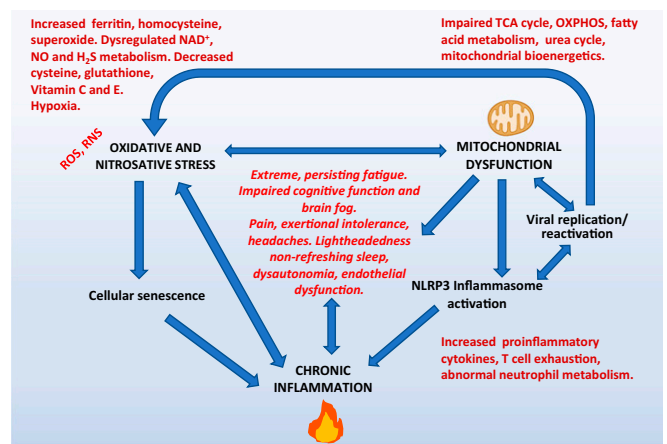 Increased ferritin, homocysteine,
superoxide. Dysregulated NAD⁺,
NO and H₂S metabolism. Decreased
cysteine, glutathione,
Vitamin C and E.
Hypoxia.
Impaired TCA cycle, OXPHOS, fatty
acid metabolism, urea cycle,
mitochondrial bioenergetics.
ROS, RNS
OXIDATIVE AND
NITROSATIVE STRESS
MITOCHONDRIAL
DYSFUNCTION
Extreme, persisting fatigue.
Impaired cognitive function and
brain fog.
Pain, exertional intolerance,
headaches. Lightheadedness
non-refreshing sleep,
dysautonomia, endothelial
dysfunction.
Viral replication/
reactivation
Cellular senescence
NLRP3 Inflammasome
activation
Increased proinflammatory
cytokines, T cell exhaustion,
abnormal neutrophil metabolism.
CHRONIC
INFLAMMATION